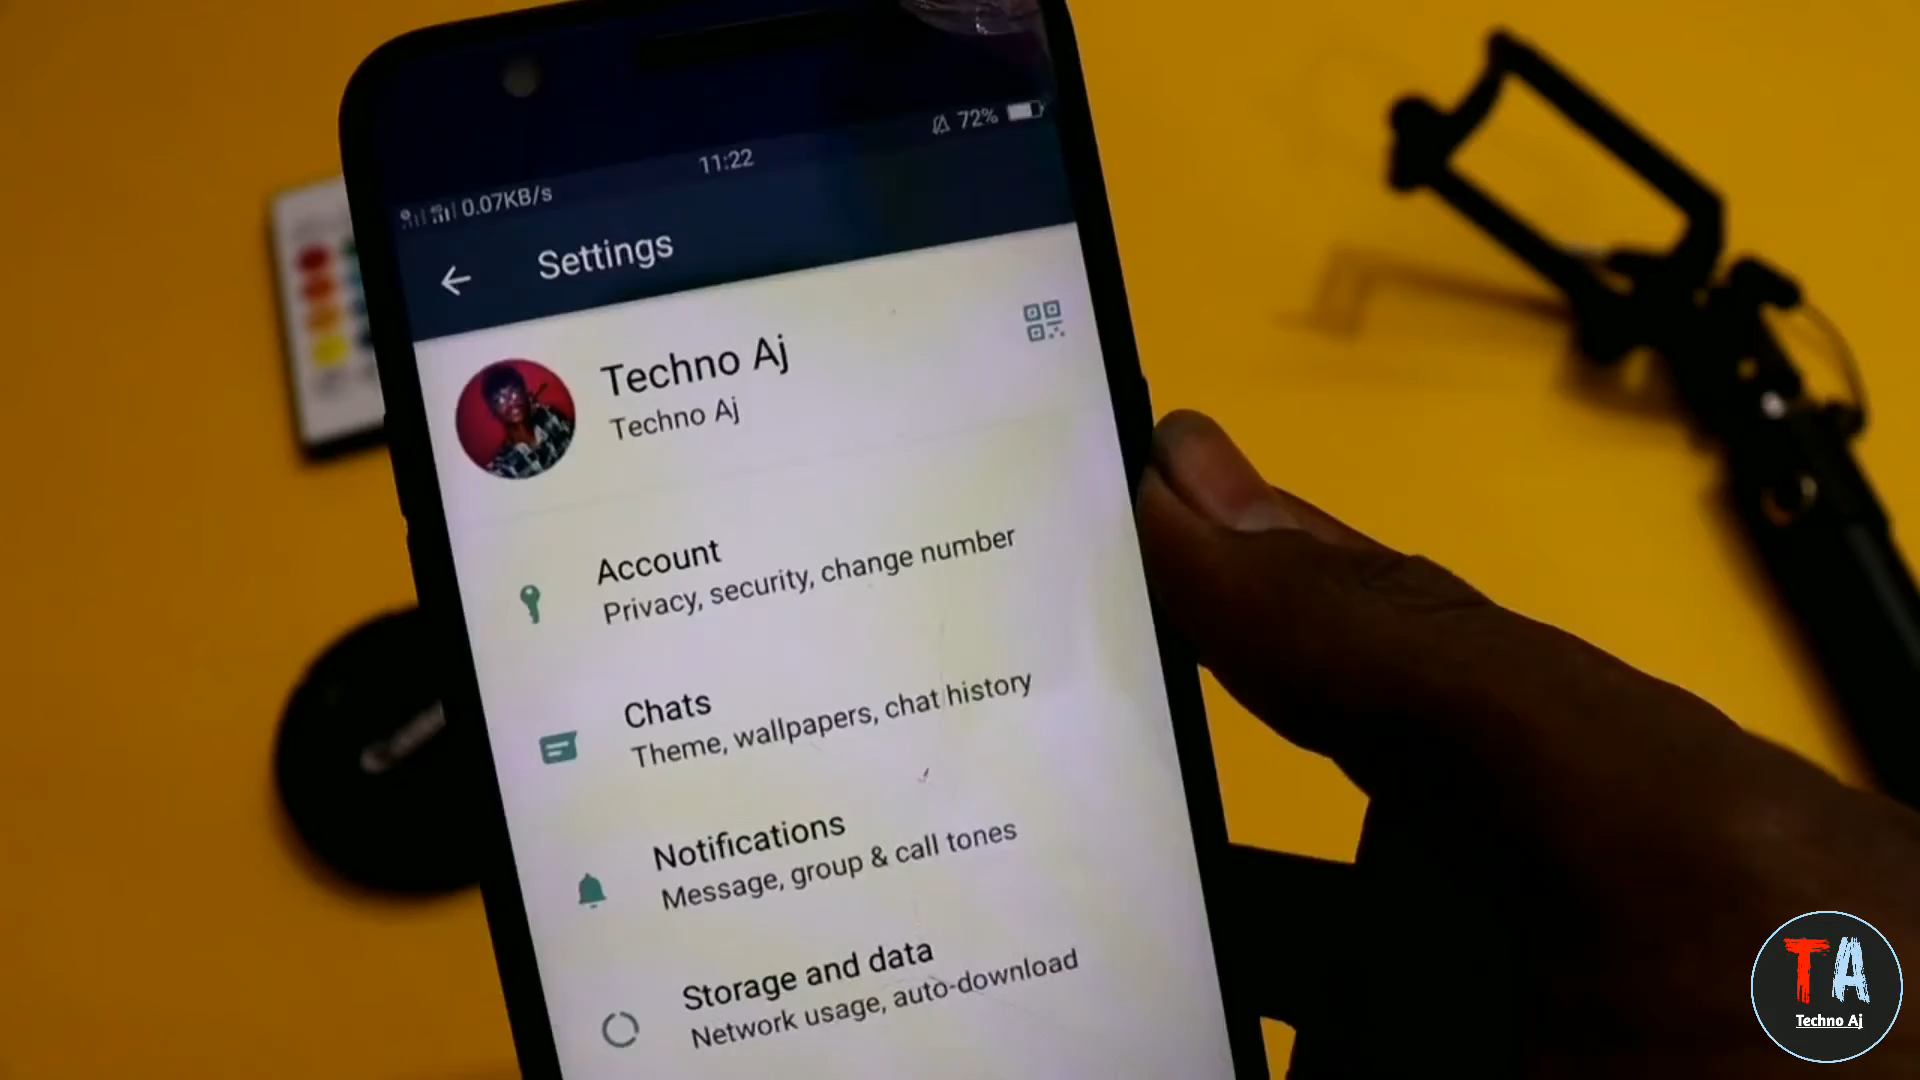 11:22
72%
0.07KB/s
Settings
Techno Aj
Techno Aj
Account
Privacy, security, change number
Chats
Theme, wallpapers, chat history
Notifications
Message, group & call tones
Storage and data
Network usage, auto-download
TA
Techno Aj